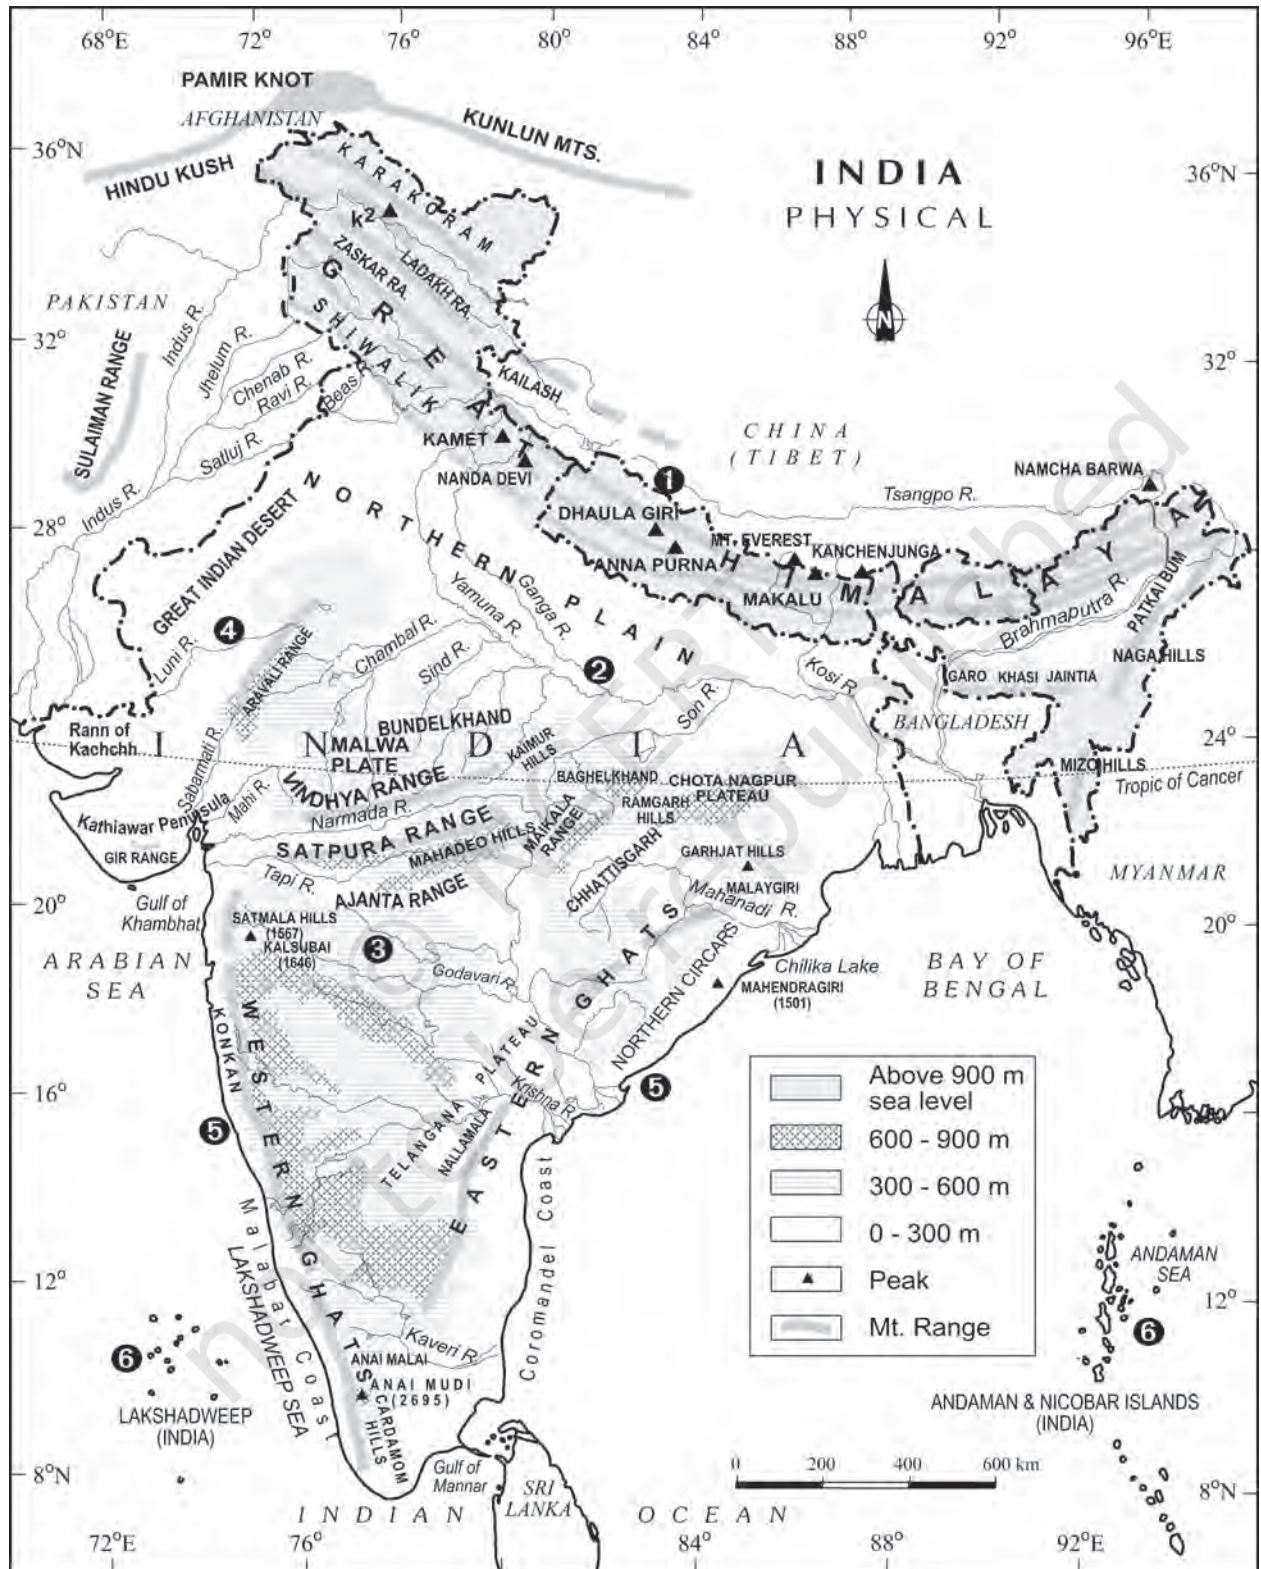 68°E 72° 76° 80° 84° 88° 92° 96°E
PAMIR KNOT
AFGHANISTAN
KUNLUN MTS.
36°N
HINDU KUSH
KARAKORAM
INDIA
PHYSICAL
36°N
k²
ZASKAR RA.
LADAKH RA.
GREAT HIMALAYA
SHIWALIK
N
PAKISTAN
Indus R.
Jhelum R.
32°
32°
SULAIMAN RANGE
Chenab R.
Ravi R.
Beas
KAILASH
Satluj R.
KAMET
NANDA DEVI
CHINA
(TIBET)
NAMCHA BARWA
Tsangpo R.
Indus R.
1
DHAULA GIRI
28°
28°
GREAT INDIAN DESERT
NORTHERN PLAIN
MT. EVEREST
KANCHENJUNGA
ANNA PURNA
MAKALU
Yamuna R.
Ganga R.
Brahmaputra R.
PATKAI BUM
4
Luni R.
ARAVALI RANGE
Chambal R.
Sind R.
2
Kosi R.
NAGA HILLS
GARO KHASI JAINTIA
Son R.
BANGLADESH
Rann of
Kachchh
INDIA
BUNDELKHAND
MALWA
PLATE
KAIMUR
HILLS
24°
24°
MIZO HILLS
Tropic of Cancer
Sabarmati R.
Mahi R.
VINDHYA RANGE
BAGHELKHAND
CHOTA NAGPUR
PLATEAU
RAMGARH
HILLS
Kathiawar Peninsula
Narmada R.
GIR RANGE
SATPURA RANGE
MAHADEO HILLS
MAIKALA
RANGE
CHHATTISGARH
GARHJAT HILLS
MALAYGIRI
MYANMAR
Tapi R.
AJANTA RANGE
Mahanadi R.
20°
20°
Gulf of
Khambhat
SATMALA HILLS
(1567)
KALSUBAI
(1646)
3
ARABIAN
SEA
Godavari R.
Chilika Lake
BAY OF
BENGAL
MAHENDRAGIRI
(1501)
NORTHERN CIRCARS
EASTERN GHATS
KONKAN
WESTERN GHATS
TELANGANA PLATEAU
Krishna R.
NALLAMALA
16°
16°
5
5
Above 900 m
sea level
600 - 900 m
300 - 600 m
0 - 300 m
Peak
Mt. Range
Malabar Coast
LAKSHADWEEP SEA
Coromandel Coast
ANDAMAN
SEA
12°
12°
6
6
Kaveri R.
ANAI MALAI
ANAI MUDI
(2695)
CARDAMOM
HILLS
LAKSHADWEEP
(INDIA)
ANDAMAN & NICOBAR ISLANDS
(INDIA)
Gulf of
Mannar
SRI
LANKA
0 200 400 600 km
8°N
8°N
INDIAN OCEAN
72°E 76° 84° 88° 92°E
© NCERT
not to be republished